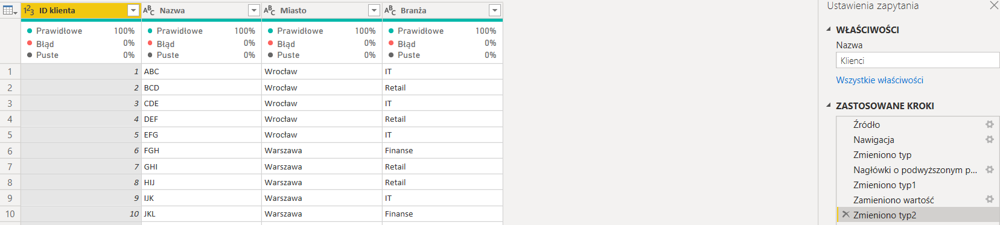 1²3 ID klienta ABC Nazwa ABC Miasto ABC Branża
Prawidłowe 100% Prawidłowe 100% Prawidłowe 100% Prawidłowe 100%
Błąd 0% Błąd 0% Błąd 0% Błąd 0%
Puste 0% Puste 0% Puste 0% Puste 0%
1 1 ABC Wrocław IT
2 2 BCD Wrocław Retail
3 3 CDE Wrocław IT
4 4 DEF Wrocław Retail
5 5 EFG Wrocław IT
6 6 FGH Warszawa Finanse
7 7 GHI Warszawa Retail
8 8 HIJ Warszawa Retail
9 9 IJK Warszawa IT
10 10 JKL Warszawa Finanse
Ustawienia zapytania
WŁAŚCIWOŚCI
Nazwa
Klienci
Wszystkie właściwości
ZASTOSOWANE KROKI
Źródło
Nawigacja
Zmieniono typ
Nagłówki o podwyższonym p...
Zmieniono typ1
Zamieniono wartość
Zmieniono typ2